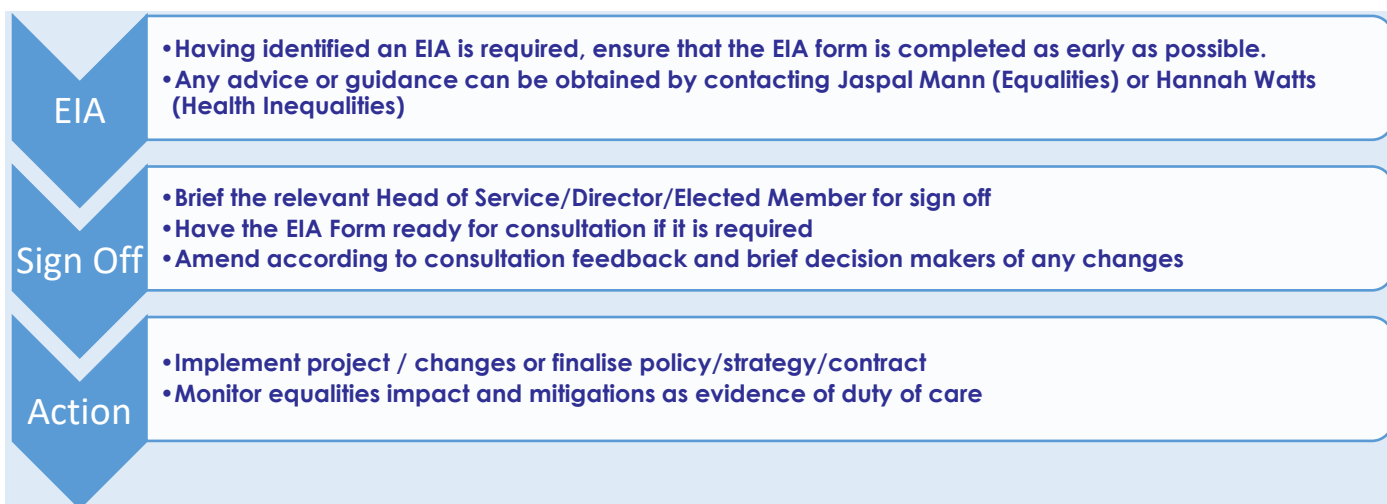 EIA
•Having identified an EIA is required, ensure that the EIA form is completed as early as possible.
•Any advice or guidance can be obtained by contacting Jaspal Mann (Equalities) or Hannah Watts
(Health Inequalities)
Sign Off
•Brief the relevant Head of Service/Director/Elected Member for sign off
•Have the EIA Form ready for consultation if it is required
•Amend according to consultation feedback and brief decision makers of any changes
Action
•Implement project / changes or finalise policy/strategy/contract
•Monitor equalities impact and mitigations as evidence of duty of care